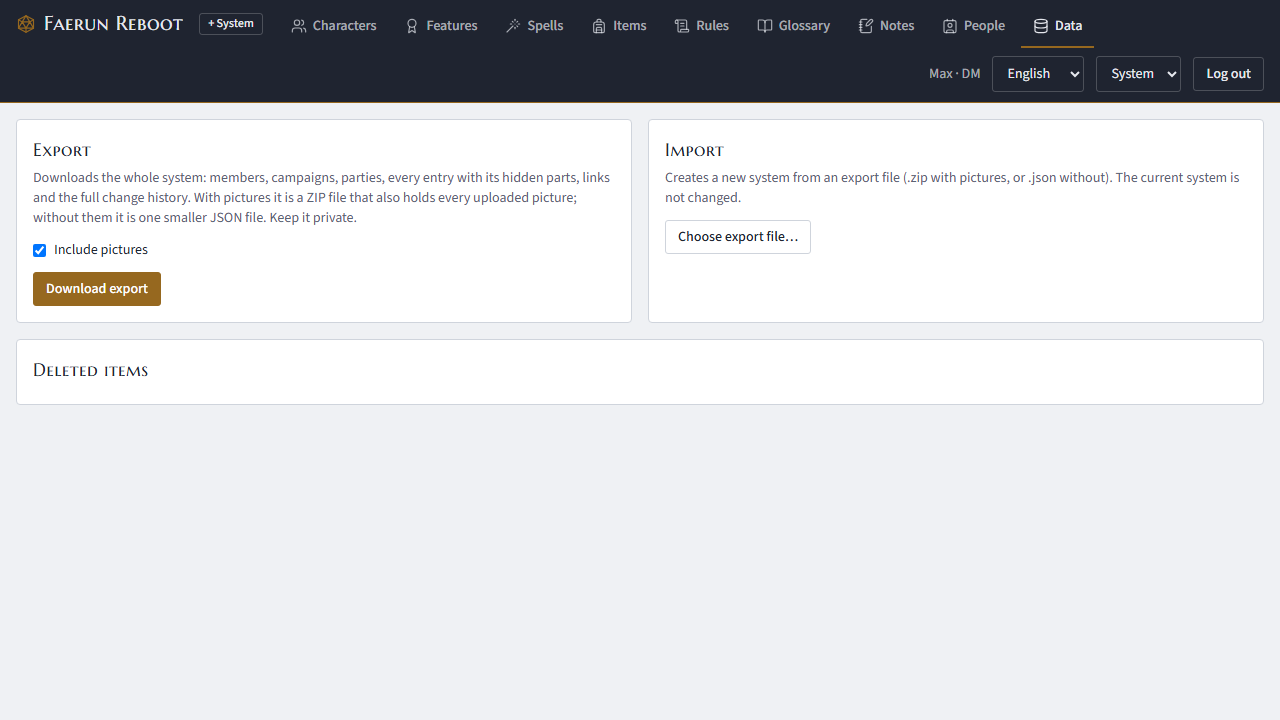 Faerun Reboot
+ System
Characters
Features
Spells
Items
Rules
Glossary
Notes
People
Data
Max · DM
English
System
Log out
Export
Downloads the whole system: members, campaigns, parties, every entry with its hidden parts, links
and the full change history. With pictures it is a ZIP file that also holds every uploaded picture;
without them it is one smaller JSON file. Keep it private.
Include pictures
Download export
Import
Creates a new system from an export file (.zip with pictures, or .json without). The current system is
not changed.
Choose export file…
Deleted items